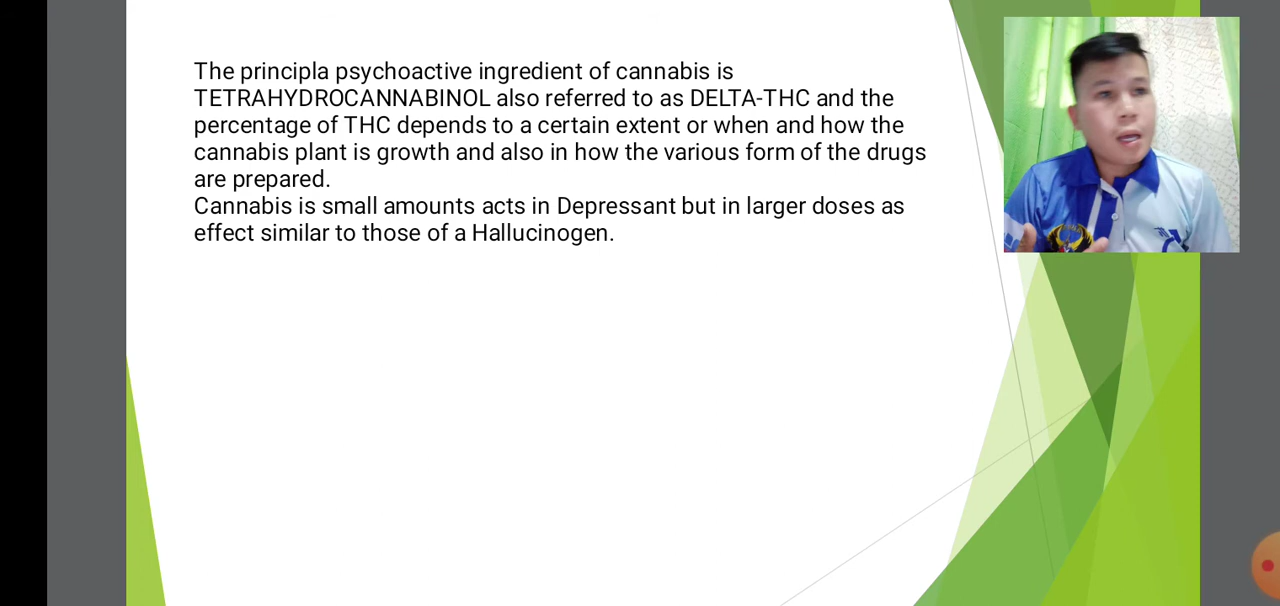 The principla psychoactive ingredient of cannabis is
TETRAHYDROCANNABINOL also referred to as DELTA-THC and the
percentage of THC depends to a certain extent or when and how the
cannabis plant is growth and also in how the various form of the drugs
are prepared.
Cannabis is small amounts acts in Depressant but in larger doses as
effect similar to those of a Hallucinogen.